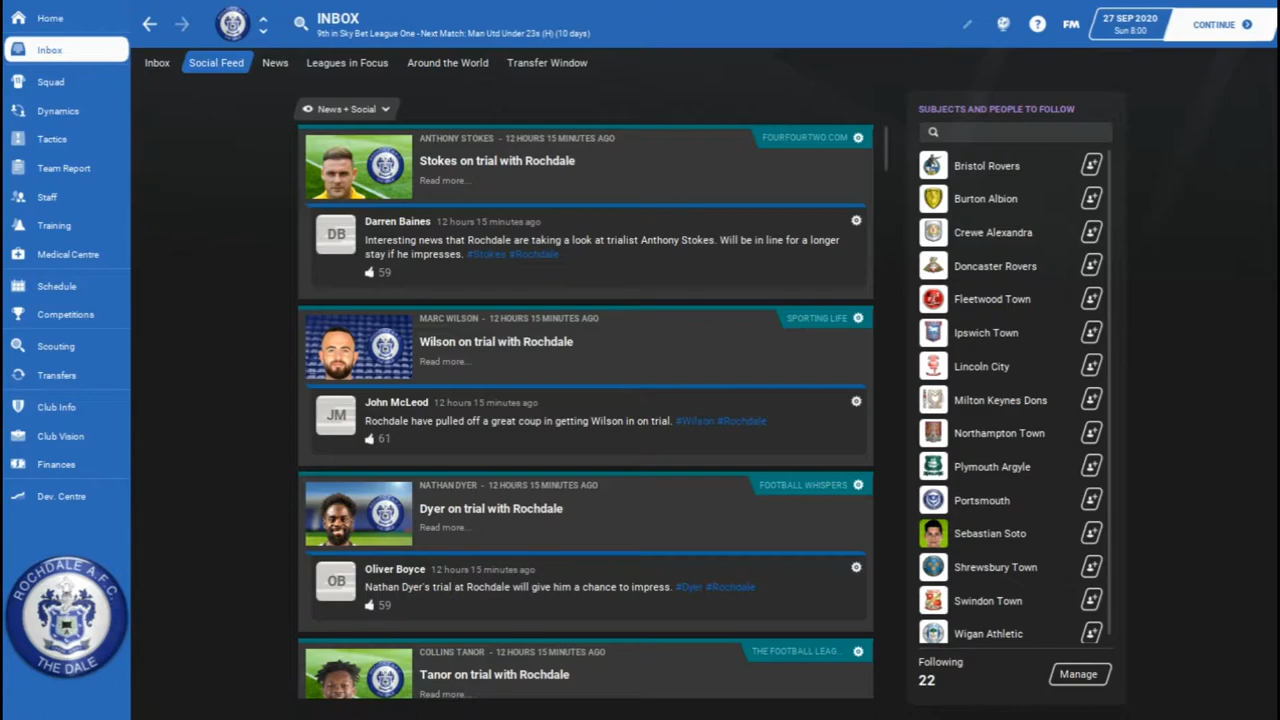 Home
Inbox
Squad
Dynamics
Tactics
Team Report
Staff
Training
Medical Centre
Schedule
Competitions
Scouting
Transfers
Club Info
Club Vision
Finances
Dev. Centre
ROCHDALE A.F.C.
THE DALE
INBOX
9th in Sky Bet League One - Next Match: Man Utd Under 23s (H) (10 days)
?
FM
27 SEP 2020
Sun 8:00
CONTINUE
Inbox
Social Feed
News
Leagues in Focus
Around the World
Transfer Window
News + Social
ANTHONY STOKES - 12 HOURS 15 MINUTES AGO
FOURFOURTWO.COM
Stokes on trial with Rochdale
Read more...
DB
Darren Baines 12 hours 15 minutes ago
Interesting news that Rochdale are taking a look at trialist Anthony Stokes. Will be in line for a longer
stay if he impresses. #Stokes #Rochdale
59
MARC WILSON - 12 HOURS 15 MINUTES AGO
SPORTING LIFE
Wilson on trial with Rochdale
Read more...
JM
John McLeod 12 hours 15 minutes ago
Rochdale have pulled off a great coup in getting Wilson in on trial. #Wilson #Rochdale
61
NATHAN DYER - 12 HOURS 15 MINUTES AGO
FOOTBALL WHISPERS
Dyer on trial with Rochdale
Read more...
OB
Oliver Boyce 12 hours 15 minutes ago
Nathan Dyer's trial at Rochdale will give him a chance to impress. #Dyer #Rochdale
59
COLLINS TANOR - 12 HOURS 15 MINUTES AGO
THE FOOTBALL LEAG...
Tanor on trial with Rochdale
Read more...
SUBJECTS AND PEOPLE TO FOLLOW
Bristol Rovers
Burton Albion
Crewe Alexandra
Doncaster Rovers
Fleetwood Town
Ipswich Town
Lincoln City
Milton Keynes Dons
Northampton Town
Plymouth Argyle
Portsmouth
Sebastian Soto
Shrewsbury Town
Swindon Town
Wigan Athletic
Following
22
Manage